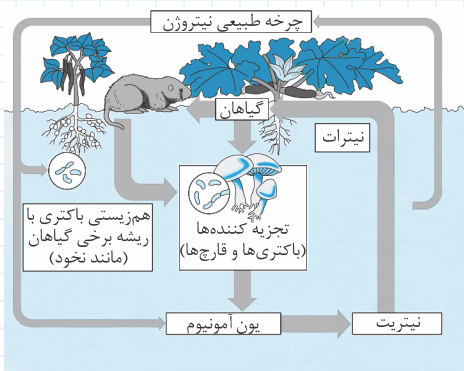 چرخه طبیعی نیتروژن
گیاهان
نیترات
هم‌زیستی باکتری با
ریشه برخی گیاهان
(مانند نخود)
تجزیه کننده‌ها
(باکتری‌ها و قارچ‌ها)
یون آمونیوم
نیتریت